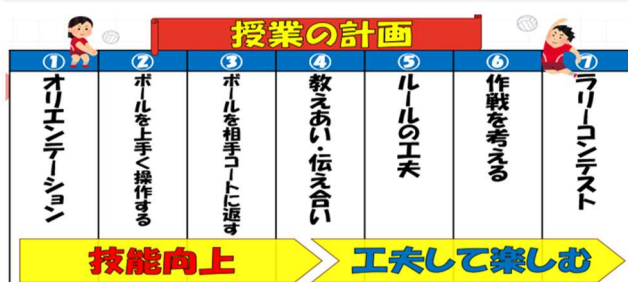 授業の計画
①
オリエンテーション
②
ボールを上手く操作する
③
ボールを相手コートに返す
④
教えあい・伝え合い
⑤
ルールの工夫
⑥
作戦を考える
⑦
ラリーコンテスト
技能向上
工夫して楽しむ